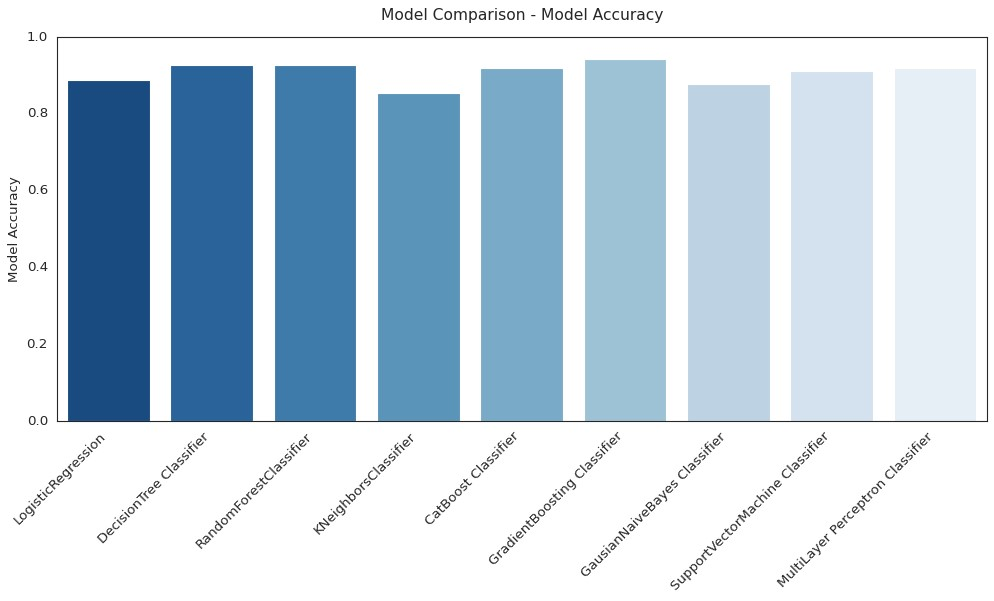 Model Comparison - Model Accuracy
1.0
0.8
0.6
0.4
0.2
0.0
Model Accuracy
LogisticRegression
DecisionTree Classifier
RandomForestClassifier
KNeighborsClassifier
CatBoost Classifier
GradientBoosting Classifier
GausianNaiveBayes Classifier
SupportVectorMachine Classifier
MultiLayer Perceptron Classifier